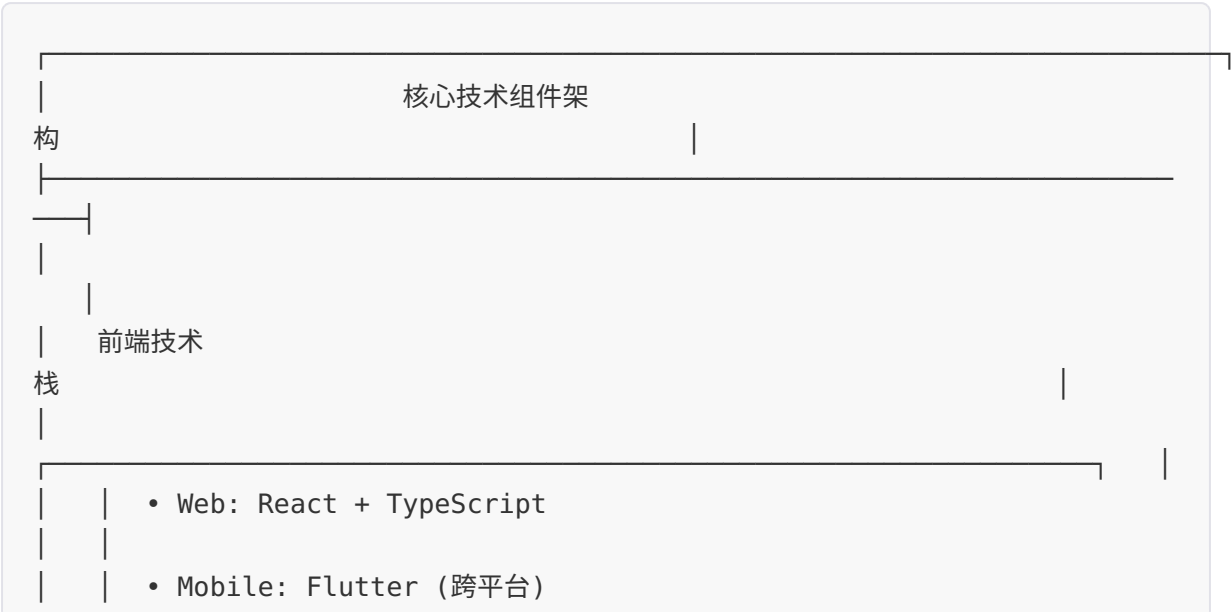 核心技术组件架
构
前端技术
栈
• Web: React + TypeScript
• Mobile: Flutter (跨平台)